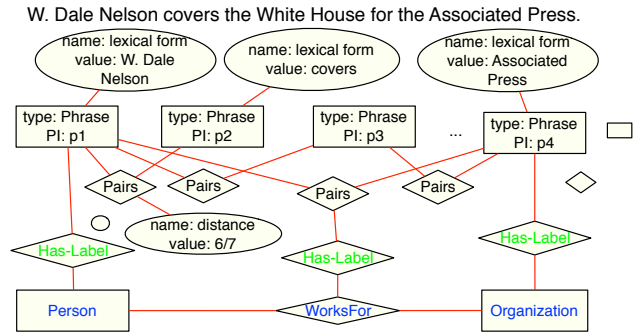 W. Dale Nelson covers the White House for the Associated Press.
name: lexical form
value: W. Dale
Nelson
name: lexical form
value: covers
name: lexical form
value: Associated
Press
type: Phrase
PI: p1
type: Phrase
PI: p2
type: Phrase
PI: p3
...
type: Phrase
PI: p4
Pairs
Pairs
Pairs
Pairs
name: distance
value: 6/7
Has-Label
Has-Label
Has-Label
Person
WorksFor
Organization